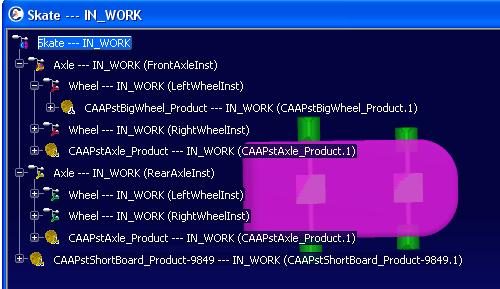 Skate --- IN_WORK
Skate --- IN_WORK
Axle --- IN_WORK (FrontAxleInst)
Wheel --- IN_WORK (LeftWheelInst)
CAAPstBigWheel_Product --- IN_WORK (CAAPstBigWheel_Product.1)
Wheel --- IN_WORK (RightWheelInst)
CAAPstAxle_Product --- IN_WORK (CAAPstAxle_Product.1)
Axle --- IN_WORK (RearAxleInst)
Wheel --- IN_WORK (LeftWheelInst)
Wheel --- IN_WORK (RightWheelInst)
CAAPstAxle_Product --- IN_WORK (CAAPstAxle_Product.1)
CAAPstShortBoard_Product-9849 --- IN_WORK (CAAPstShortBoard_Product-9849.1)